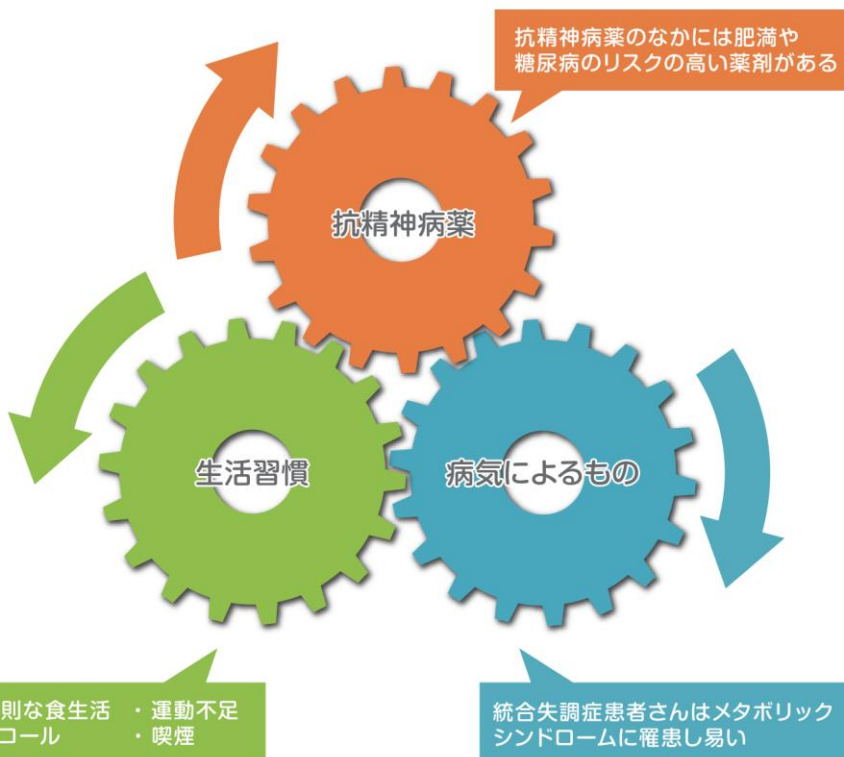 抗精神病薬のなかには肥満や
糖尿病のリスクの高い薬剤がある
抗精神病薬
生活習慣
病気によるもの
則な食生活 ・運動不足
コール ・喫煙
統合失調症患者さんはメタボリック
シンドロームに罹患し易い